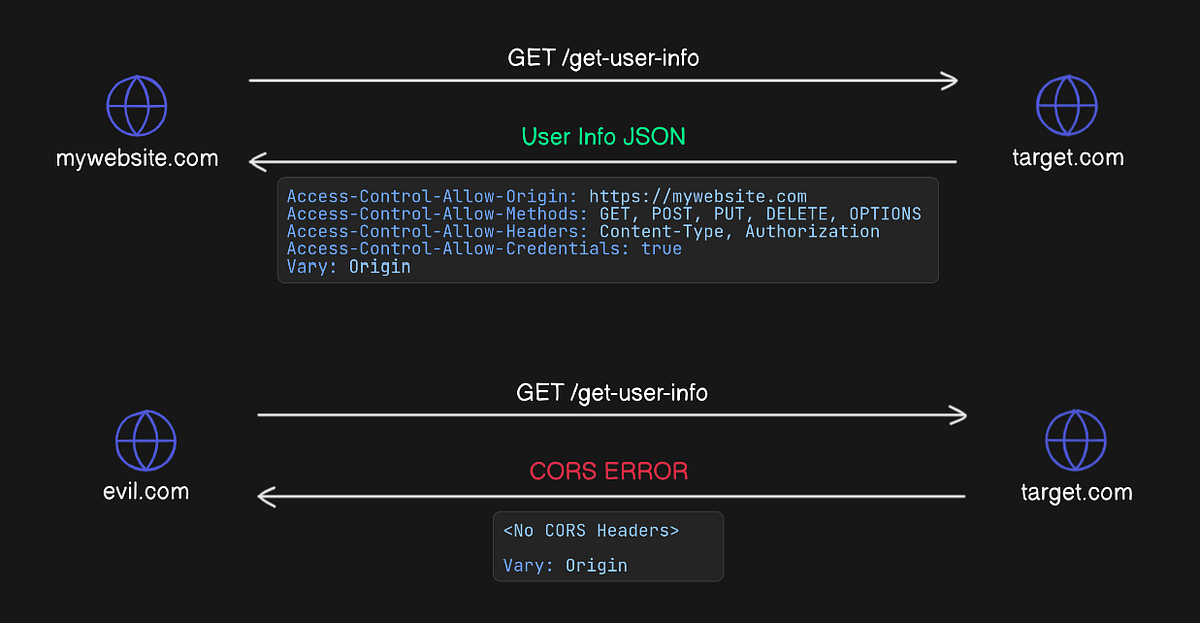 GET /get-user-info
User Info JSON
mywebsite.com
target.com
Access-Control-Allow-Origin: https://mywebsite.com
Access-Control-Allow-Methods: GET, POST, PUT, DELETE, OPTIONS
Access-Control-Allow-Headers: Content-Type, Authorization
Access-Control-Allow-Credentials: true
Vary: Origin
GET /get-user-info
CORS ERROR
evil.com
target.com
<No CORS Headers>
Vary: Origin